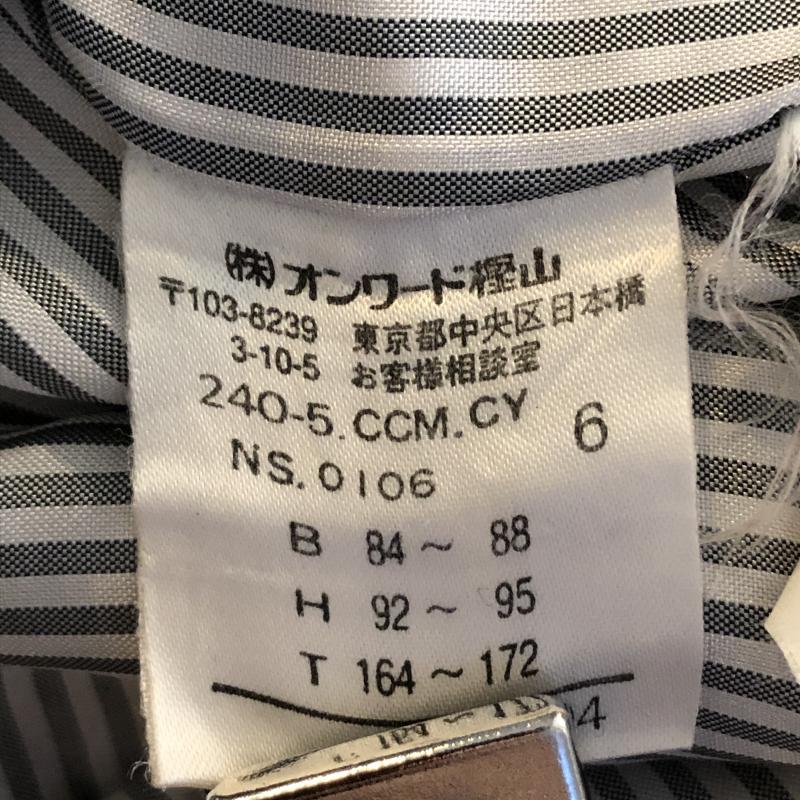 (株)オンワード樫山
〒103-8239 東京都中央区日本橋
3-10-5 お客様相談室
240-5.CCM.CY 6
NS.0106
B 84～ 88
H 92～ 95
T 164～172